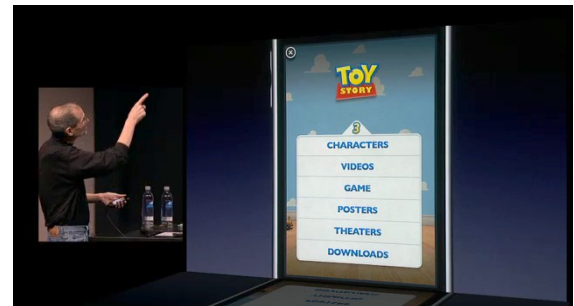 TOY
STORY
3
CHARACTERS
VIDEOS
GAME
POSTERS
THEATERS
DOWNLOADS